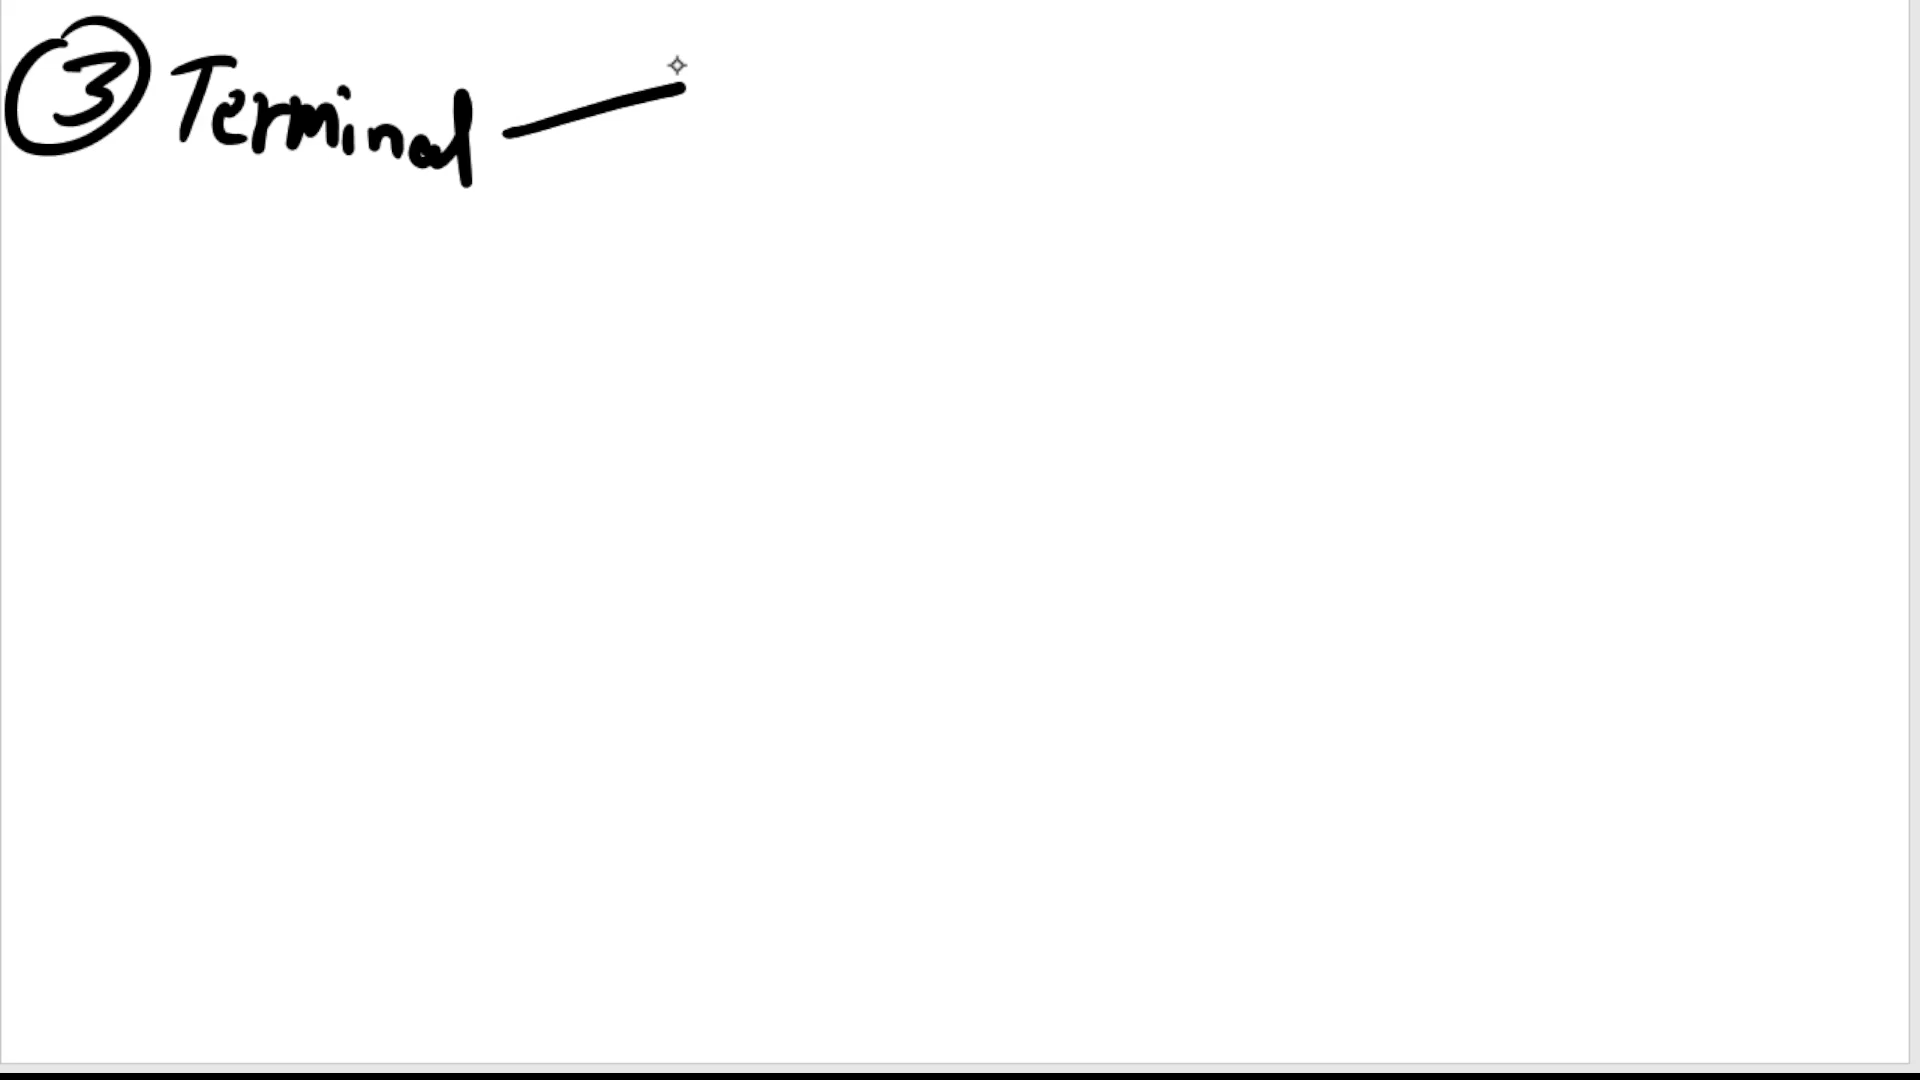 ③ Terminal —